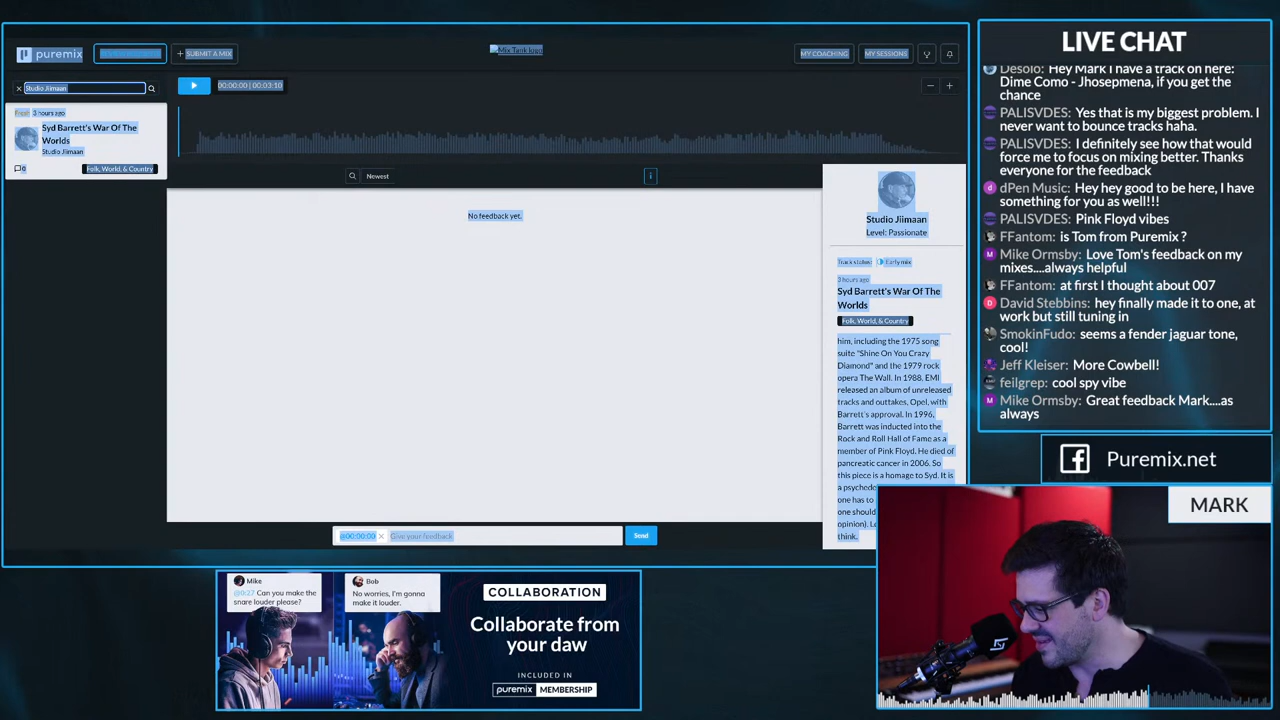 puremix
SUBMIT A MIX
Mix Tank logo
MY COACHING
MY SESSIONS
Studio Jiimaan
00:00:00 | 00:03:10
3 hours ago
Syd Barrett's War Of The
Worlds
Studio Jiimaan
0
Folk, World, & Country
Newest
No feedback yet.
Studio Jiimaan
Level: Passionate
Track status:
Early mix
3 hours ago
Syd Barrett's War Of The
Worlds
Folk, World, & Country
him, including the 1975 song
suite "Shine On You Crazy
Diamond" and the 1979 rock
opera The Wall. In 1988, EMI
released an album of unreleased
tracks and outtakes, Opel, with
Barrett's approval. In 1996,
Barrett was inducted into the
Rock and Roll Hall of Fame as a
member of Pink Floyd. He died of
pancreatic cancer in 2006. So
this piece is a homage to Syd. It is
a psychede
one has to
one should
opinion). L
think.
@00:00:00
Give your feedback
Send
LIVE CHAT
Desolo: Hey Mark I have a track on here:
Dime Como - Jhosepmena, if you get the
chance
PALISVDES: Yes that is my biggest problem. I
never want to bounce tracks haha.
PALISVDES: I definitely see how that would
force me to focus on mixing better. Thanks
everyone for the feedback
d
dPen Music: Hey hey good to be here, I have
something for you as well!!!
PALISVDES: Pink Floyd vibes
FFantom: is Tom from Puremix ?
M
Mike Ormsby: Love Tom's feedback on my
mixes....always helpful
FFantom: at first I thought about 007
D
David Stebbins: hey finally made it to one, at
work but still tuning in
SmokinFudo: seems a fender jaguar tone,
cool!
Jeff Kleiser: More Cowbell!
feilgrep: cool spy vibe
M
Mike Ormsby: Great feedback Mark....as
always
Puremix.net
MARK
Mike
@0:27 Can you make the
snare louder please?
Bob
No worries, I'm gonna
make it louder.
COLLABORATION
Collaborate from
your daw
INCLUDED IN
puremix MEMBERSHIP